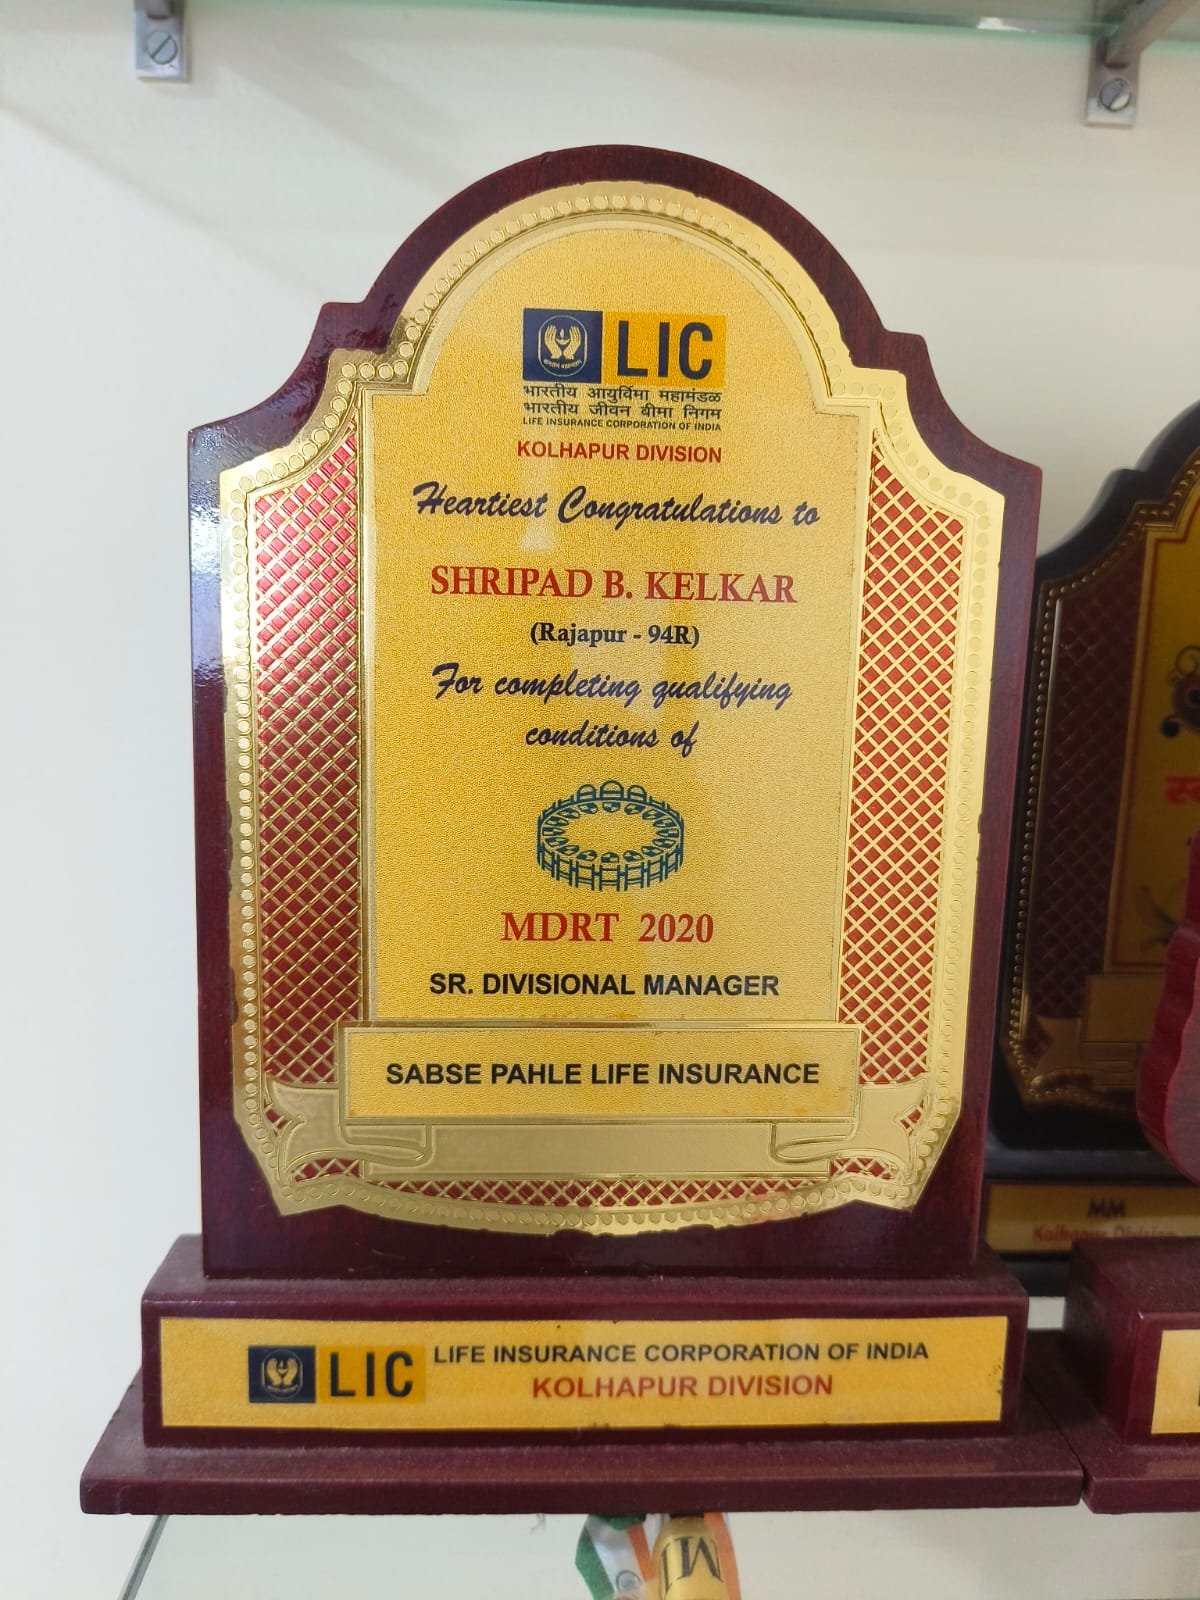 LIC
भारतीय आयुर्विमा महामंडळ
भारतीय जीवन बीमा निगम
LIFE INSURANCE CORPORATION OF INDIA
KOLHAPUR DIVISION
Heartiest Congratulations to
SHRIPAD B. KELKAR
(Rajapur - 94R)
For completing qualifying
conditions of
MDRT 2020
SR. DIVISIONAL MANAGER
SABSE PAHLE LIFE INSURANCE
LIC LIFE INSURANCE CORPORATION OF INDIA
KOLHAPUR DIVISION
MM
Kolhapur Division